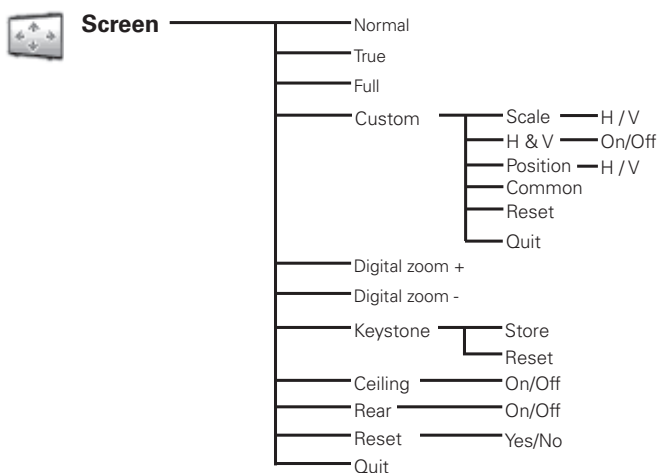 Screen
Normal
True
Full
Custom
Scale H / V
H & V On/Off
Position H / V
Common
Reset
Quit
Digital zoom +
Digital zoom -
Keystone Store
Reset
Ceiling On/Off
Rear On/Off
Reset Yes/No
Quit